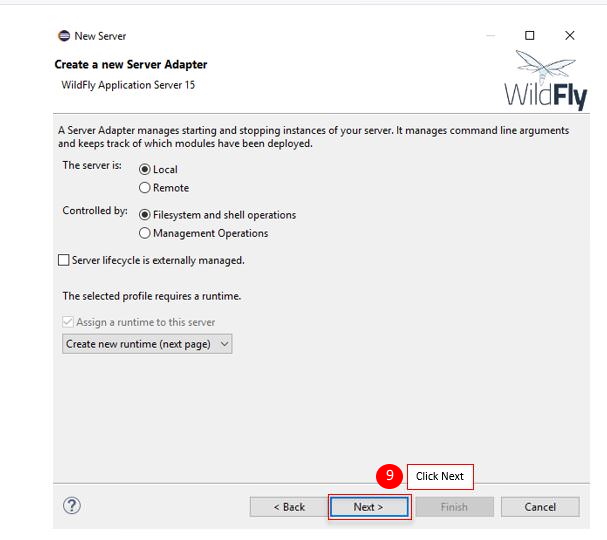 New Server
Create a new Server Adapter
WildFly Application Server 15
WildFly
A Server Adapter manages starting and stopping instances of your server. It manages command line arguments
and keeps track of which modules have been deployed.
The server is:
Local
Remote
Controlled by:
Filesystem and shell operations
Management Operations
Server lifecycle is externally managed.
The selected profile requires a runtime.
Assign a runtime to this server
Create new runtime (next page)
9 Click Next
?
< Back
Next >
Finish
Cancel